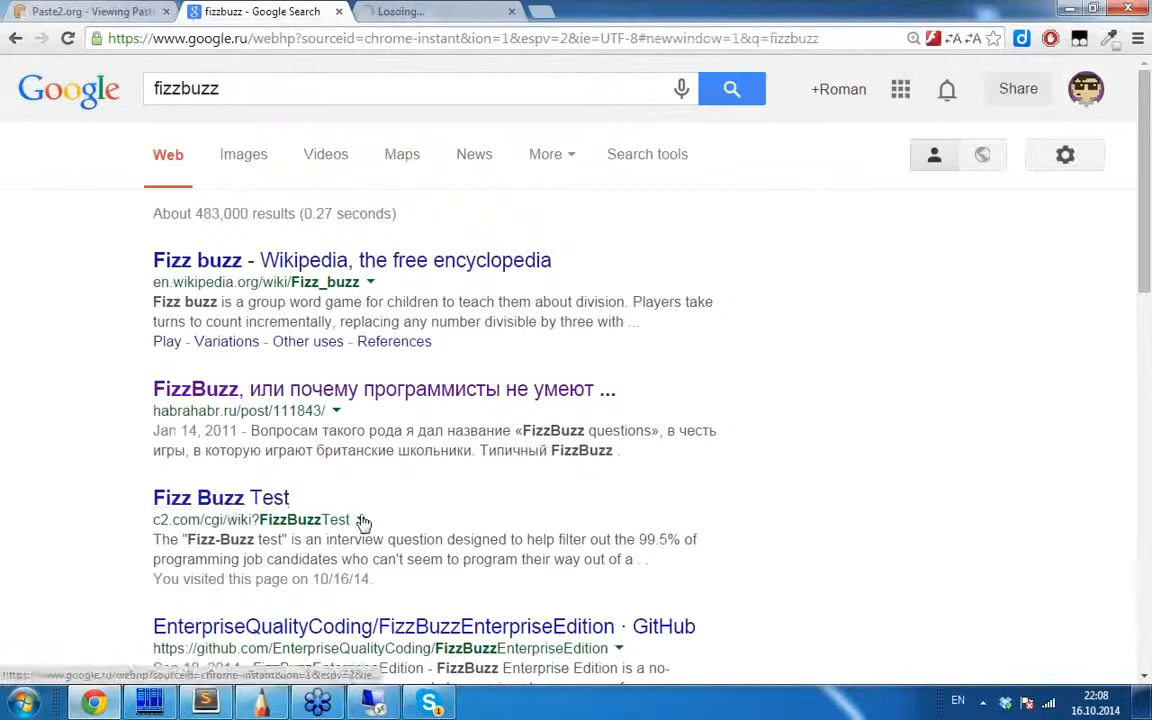 Paste2.org - Viewing Paste
fizzbuzz - Google Search
Loading...
https://www.google.ru/webhp?sourceid=chrome-instant&ion=1&espv=2&ie=UTF-8#newwindow=1&q=fizzbuzz
Google
fizzbuzz
+Roman
Share
Web
Images
Videos
Maps
News
More
Search tools
About 483,000 results (0.27 seconds)
Fizz buzz - Wikipedia, the free encyclopedia
en.wikipedia.org/wiki/Fizz_buzz
Fizz buzz is a group word game for children to teach them about division. Players take
turns to count incrementally, replacing any number divisible by three with ...
Play - Variations - Other uses - References
FizzBuzz, или почему программисты не умеют ...
habrahabr.ru/post/111843/
Jan 14, 2011 - Вопросам такого рода я дал название «FizzBuzz questions», в честь
игры, в которую играют британские школьники. Типичный FizzBuzz .
Fizz Buzz Test
c2.com/cgi/wiki?FizzBuzzTest
The "Fizz-Buzz test" is an interview question designed to help filter out the 99.5% of
programming job candidates who can't seem to program their way out of a . .
You visited this page on 10/16/14.
EnterpriseQualityCoding/FizzBuzzEnterpriseEdition · GitHub
https://github.com/EnterpriseQualityCoding/FizzBuzzEnterpriseEdition
Edition - FizzBuzz Enterprise Edition is a no-
EN
22:08
16.10.2014